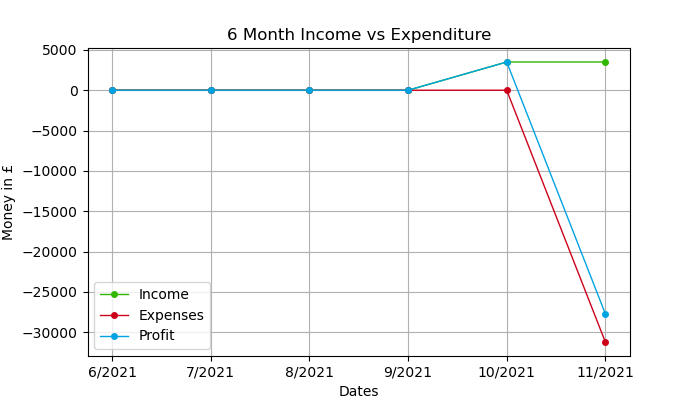 6 Month Income vs Expenditure
5000
0
−5000
−10000
−15000
−20000
−25000
−30000
Money in £
Income
Expenses
Profit
6/2021 7/2021 8/2021 9/2021 10/2021 11/2021
Dates